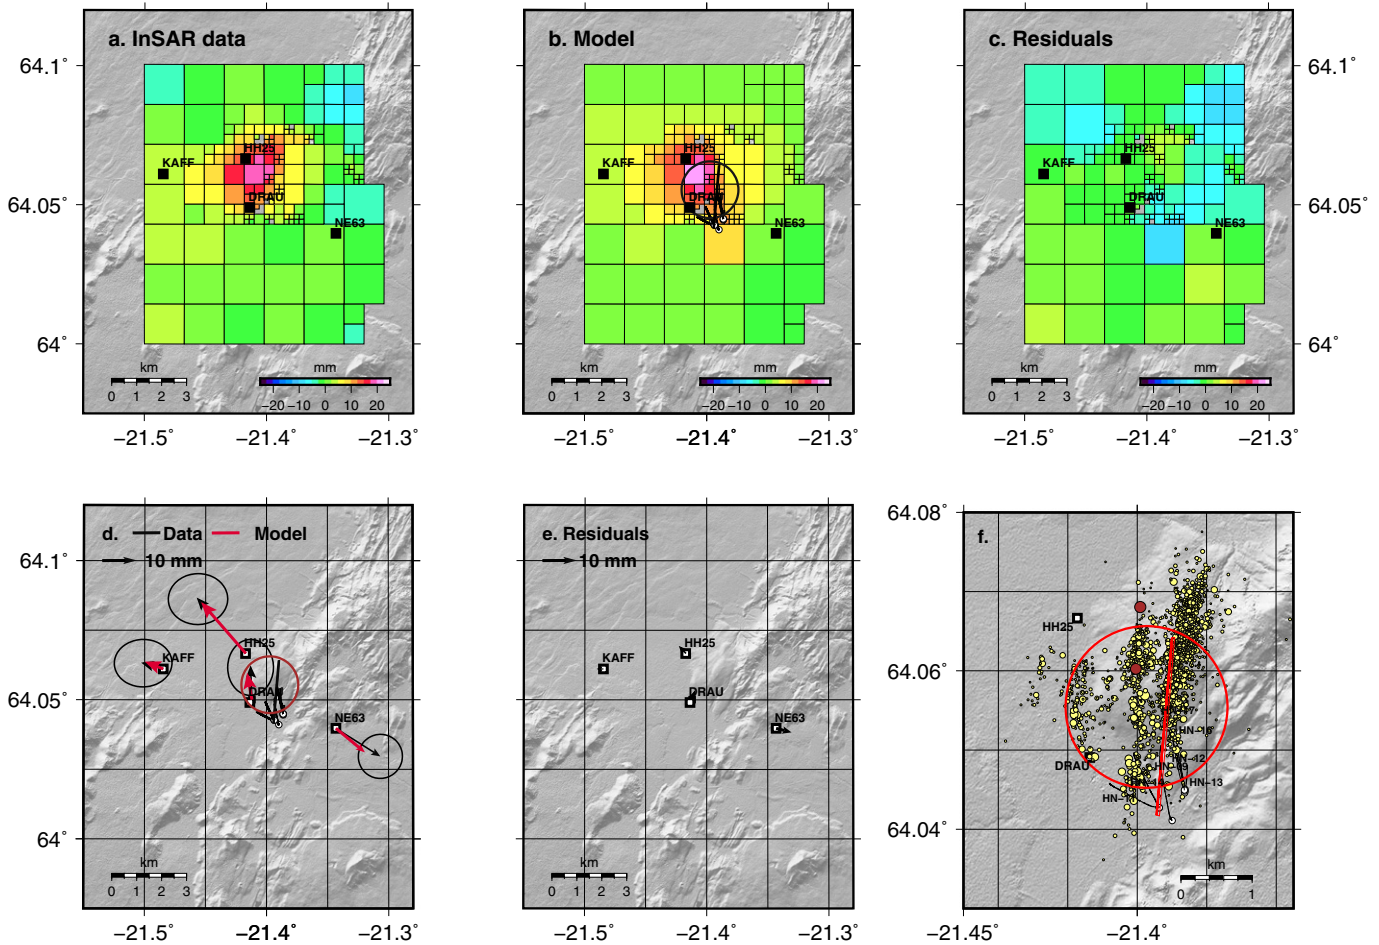 a. InSAR data
b. Model
c. Residuals
64.1°
64.1°
HH25
HH25
HH25
KAFF
KAFF
KAFF
64.05°
DRAU
DRAU
DRAU
64.05°
NE63
NE63
NE63
64°
64°
km
mm
km
mm
km
mm
0 1 2 3
−20 −10 0 10 20
0 1 2 3
−20 −10 0 10 20
0 1 2 3
−20 −10 0 10 20
−21.5° −21.4° −21.3°
−21.5° −21.4° −21.3°
−21.5° −21.4° −21.3°
d. Data Model
10 mm
64.1°
HH25
KAFF
DRAU
64.05°
NE63
64°
km
0 1 2 3
−21.5° −21.4° −21.3°
e. Residuals
10 mm
HH25
KAFF
DRAU
NE63
km
0 1 2 3
−21.5° −21.4° −21.3°
64.08°
f.
HH25
64.06°
HN−16
DRAU
HN−12
HN−13
64.04°
km
0 1
−21.45° −21.4°